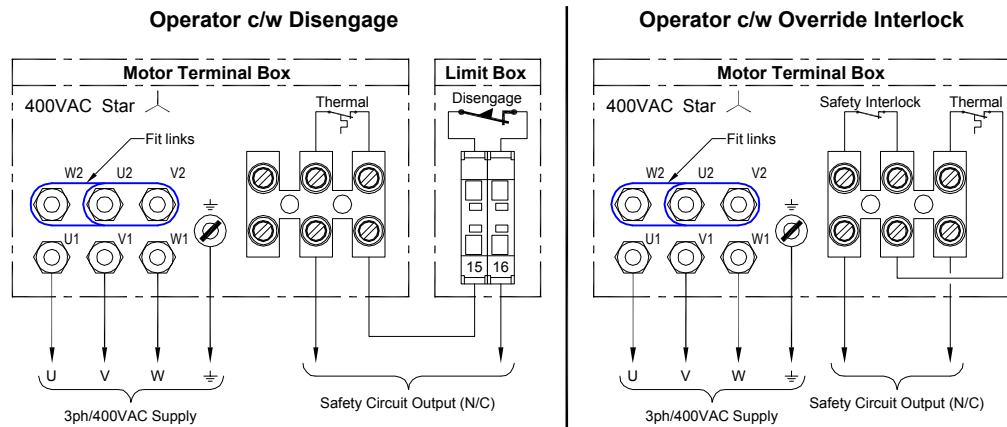 Operator c/w Disengage
Motor Terminal Box
Limit Box
400VAC Star
Thermal
Disengage
Fit links
W2 U2 V2
U1 V1 W1
15 16
U V W
3ph/400VAC Supply
Safety Circuit Output (N/C)
Operator c/w Override Interlock
Motor Terminal Box
400VAC Star
Safety Interlock
Thermal
Fit links
W2 U2 V2
U1 V1 W1
U V W
3ph/400VAC Supply
Safety Circuit Output (N/C)